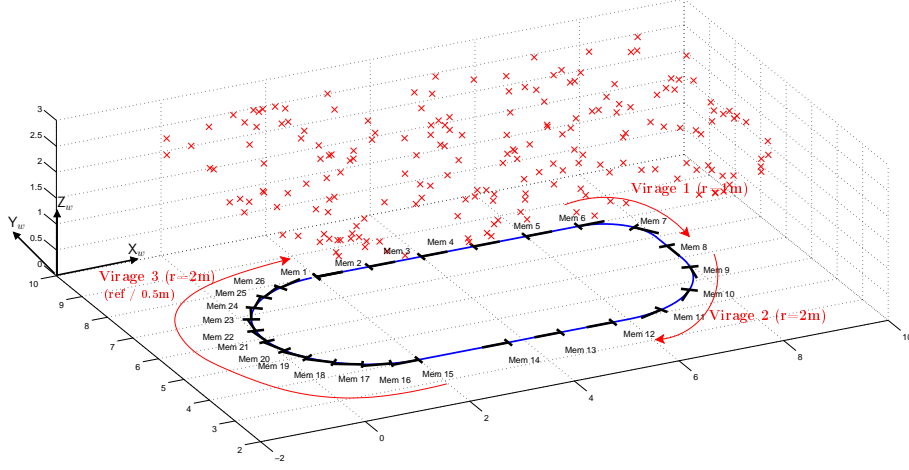 3
2.5
2
1.5
1
0.5
0
Z_w
Y_w
X_w
10
9
8
7
6
5
4
3
2
-2
0
2
4
6
8
10
Virage 1 (r=1m)
Virage 2 (r=2m)
Virage 3 (r=2m)
(ref / 0.5m)
Mem 1
Mem 2
Mem 3
Mem 4
Mem 5
Mem 6
Mem 7
Mem 8
Mem 9
Mem 10
Mem 11
Mem 12
Mem 13
Mem 14
Mem 15
Mem 16
Mem 17
Mem 18
Mem 19
Mem 20
Mem 21
Mem 22
Mem 23
Mem 24
Mem 25
Mem 26